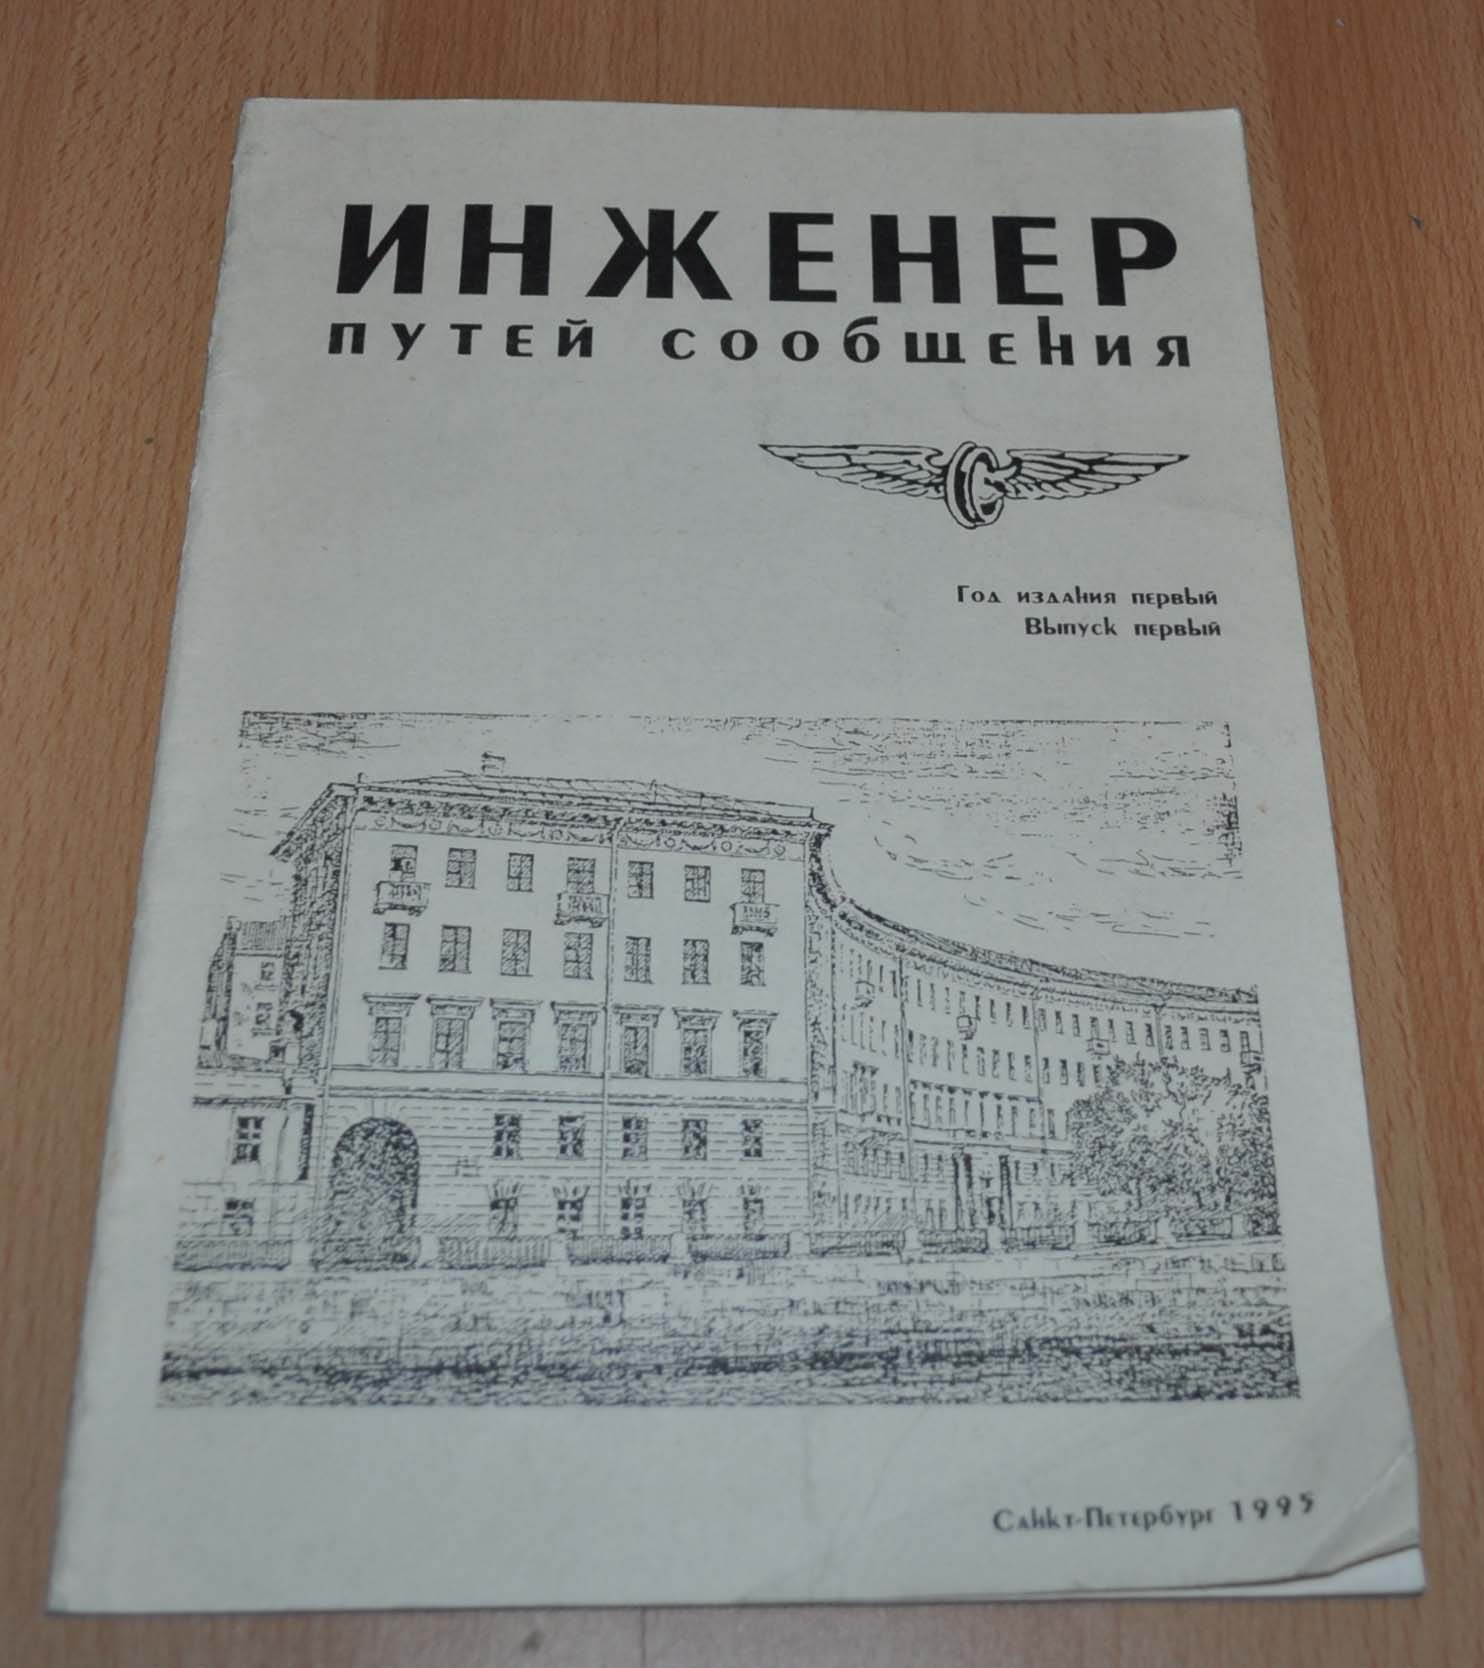 ИНЖЕНЕР
ПУТЕЙ СООБЩЕНИЯ
Год издания первый
Выпуск первый
Санкт-Петербург 1995